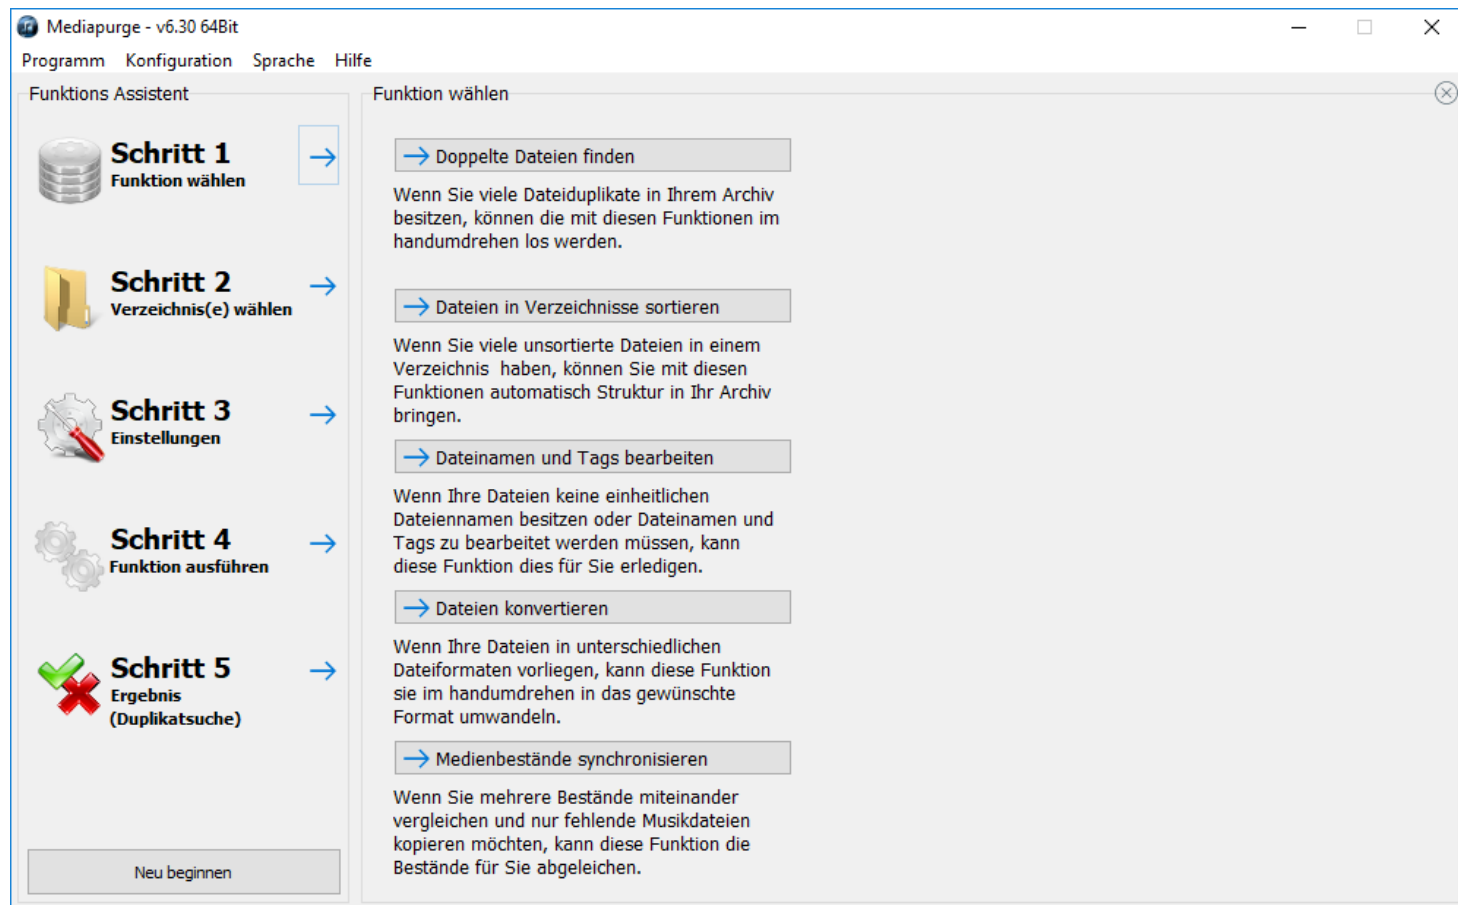 Mediapurge - v6.30 64Bit
Programm Konfiguration Sprache Hilfe
Funktions Assistent
Schritt 1
Funktion wählen
Schritt 2
Verzeichnis(e) wählen
Schritt 3
Einstellungen
Schritt 4
Funktion ausführen
Schritt 5
Ergebnis
(Duplikatsuche)
Neu beginnen
Funktion wählen
Doppelte Dateien finden
Wenn Sie viele Dateiduplikate in Ihrem Archiv
besitzen, können die mit diesen Funktionen im
handumdrehen los werden.
Dateien in Verzeichnisse sortieren
Wenn Sie viele unsortierte Dateien in einem
Verzeichnis haben, können Sie mit diesen
Funktionen automatisch Struktur in Ihr Archiv
bringen.
Dateinamen und Tags bearbeiten
Wenn Ihre Dateien keine einheitlichen
Dateiennamen besitzen oder Dateinamen und
Tags zu bearbeitet werden müssen, kann
diese Funktion dies für Sie erledigen.
Dateien konvertieren
Wenn Ihre Dateien in unterschiedlichen
Dateiformaten vorliegen, kann diese Funktion
sie im handumdrehen in das gewünschte
Format umwandeln.
Medienbestände synchronisieren
Wenn Sie mehrere Bestände miteinander
vergleichen und nur fehlende Musikdateien
kopieren möchten, kann diese Funktion die
Bestände für Sie abgeleichen.